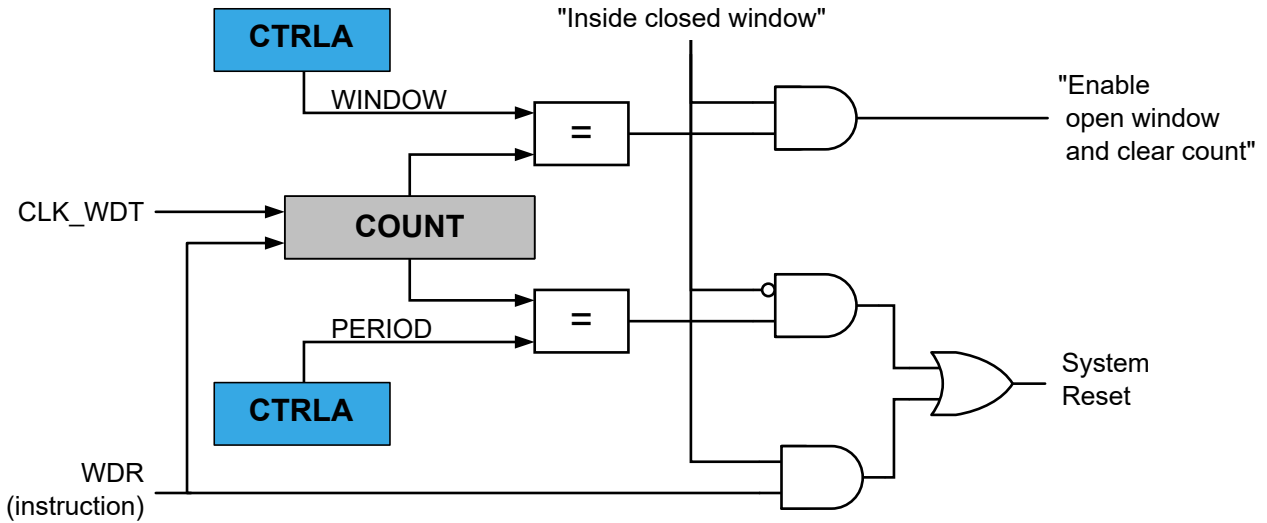 "Inside closed window"
CTRLA
WINDOW
=
"Enable
open window
and clear count"
CLK_WDT
COUNT
PERIOD
=
CTRLA
System
Reset
WDR
(instruction)